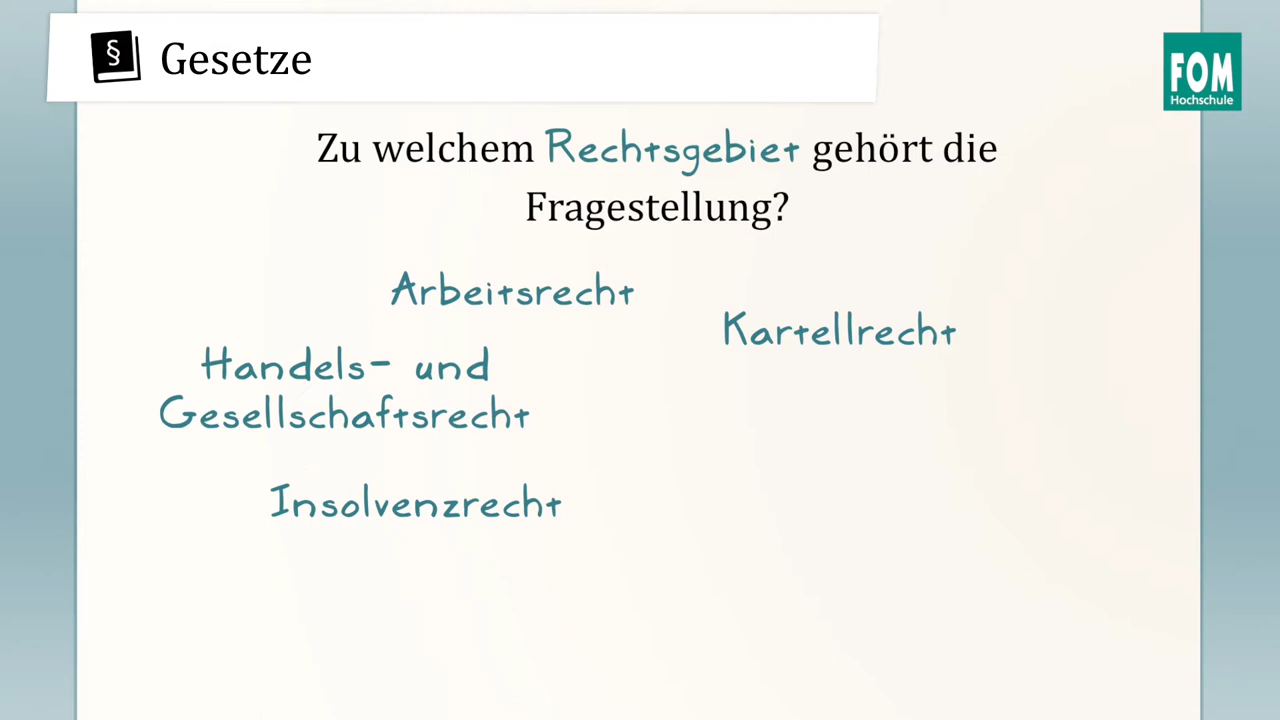 § Gesetze
FOM
Hochschule
Zu welchem Rechtsgebiet gehört die
Fragestellung?
Arbeitsrecht
Kartellrecht
Handels- und
Gesellschaftsrecht
Insolvenzrecht